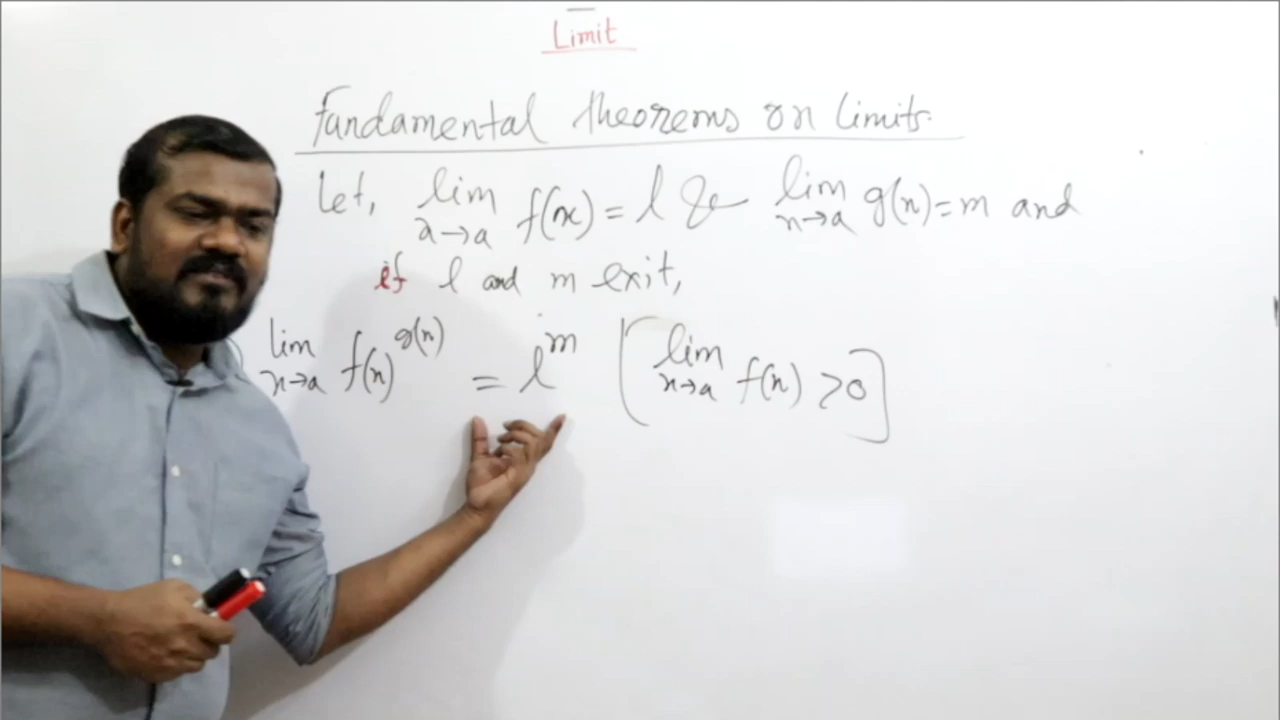 Limit
Fundamental theorems on limits.
Let, lim x→a f(x) = l & lim x→a g(x) = m and
if l and m exit,
lim x→a f(x)^g(x) = l^m [lim x→a f(x) >0]